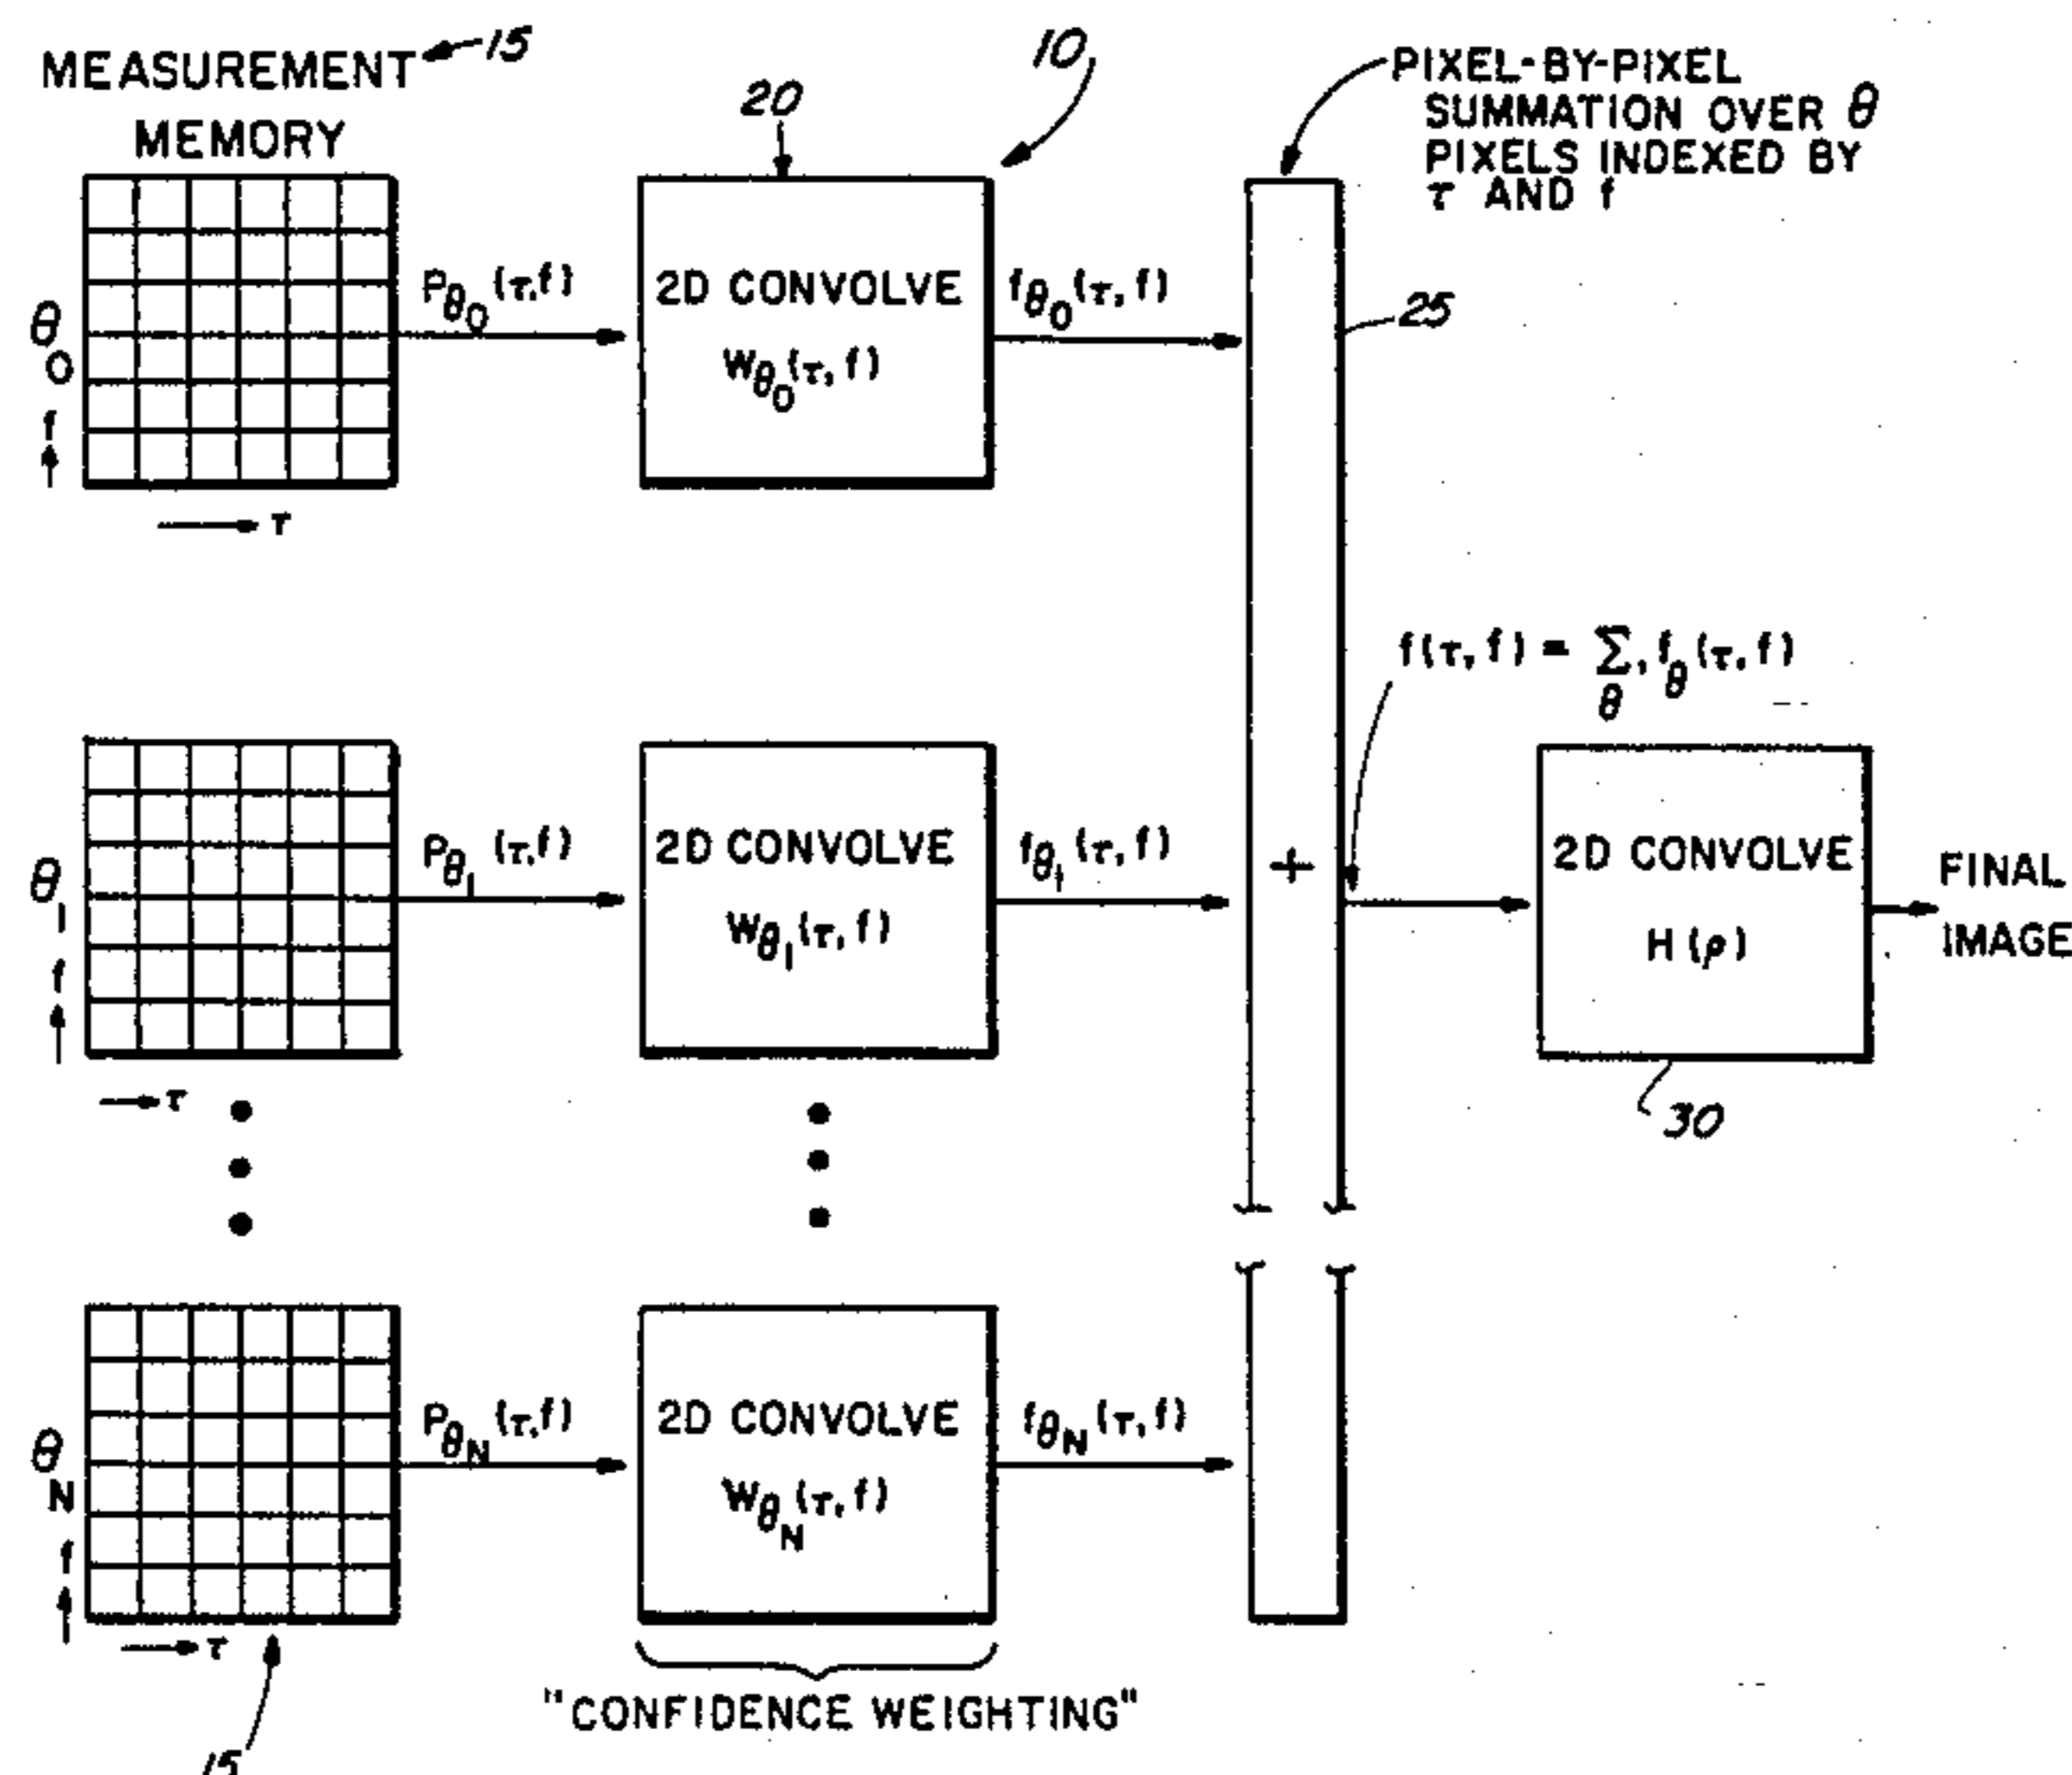 MEASUREMENT 15
MEMORY
20
10
PIXEL-BY-PIXEL
SUMMATION OVER θ
PIXELS INDEXED BY
τ AND f
θ0
f
τ
Pθ0(τ,f)
2D CONVOLVE
Wθ0(τ, f)
fθ0(τ, f)
25
f(τ, f) = Σθ, fθ(τ, f)
θ1
f
τ
Pθ1(τ,f)
2D CONVOLVE
Wθ1(τ, f)
fθ1(τ, f)
+
2D CONVOLVE
H(ρ)
30
FINAL
IMAGE
θN
f
τ
PθN(τ,f)
2D CONVOLVE
WθN(τ, f)
fθN(τ, f)
"CONFIDENCE WEIGHTING"
15